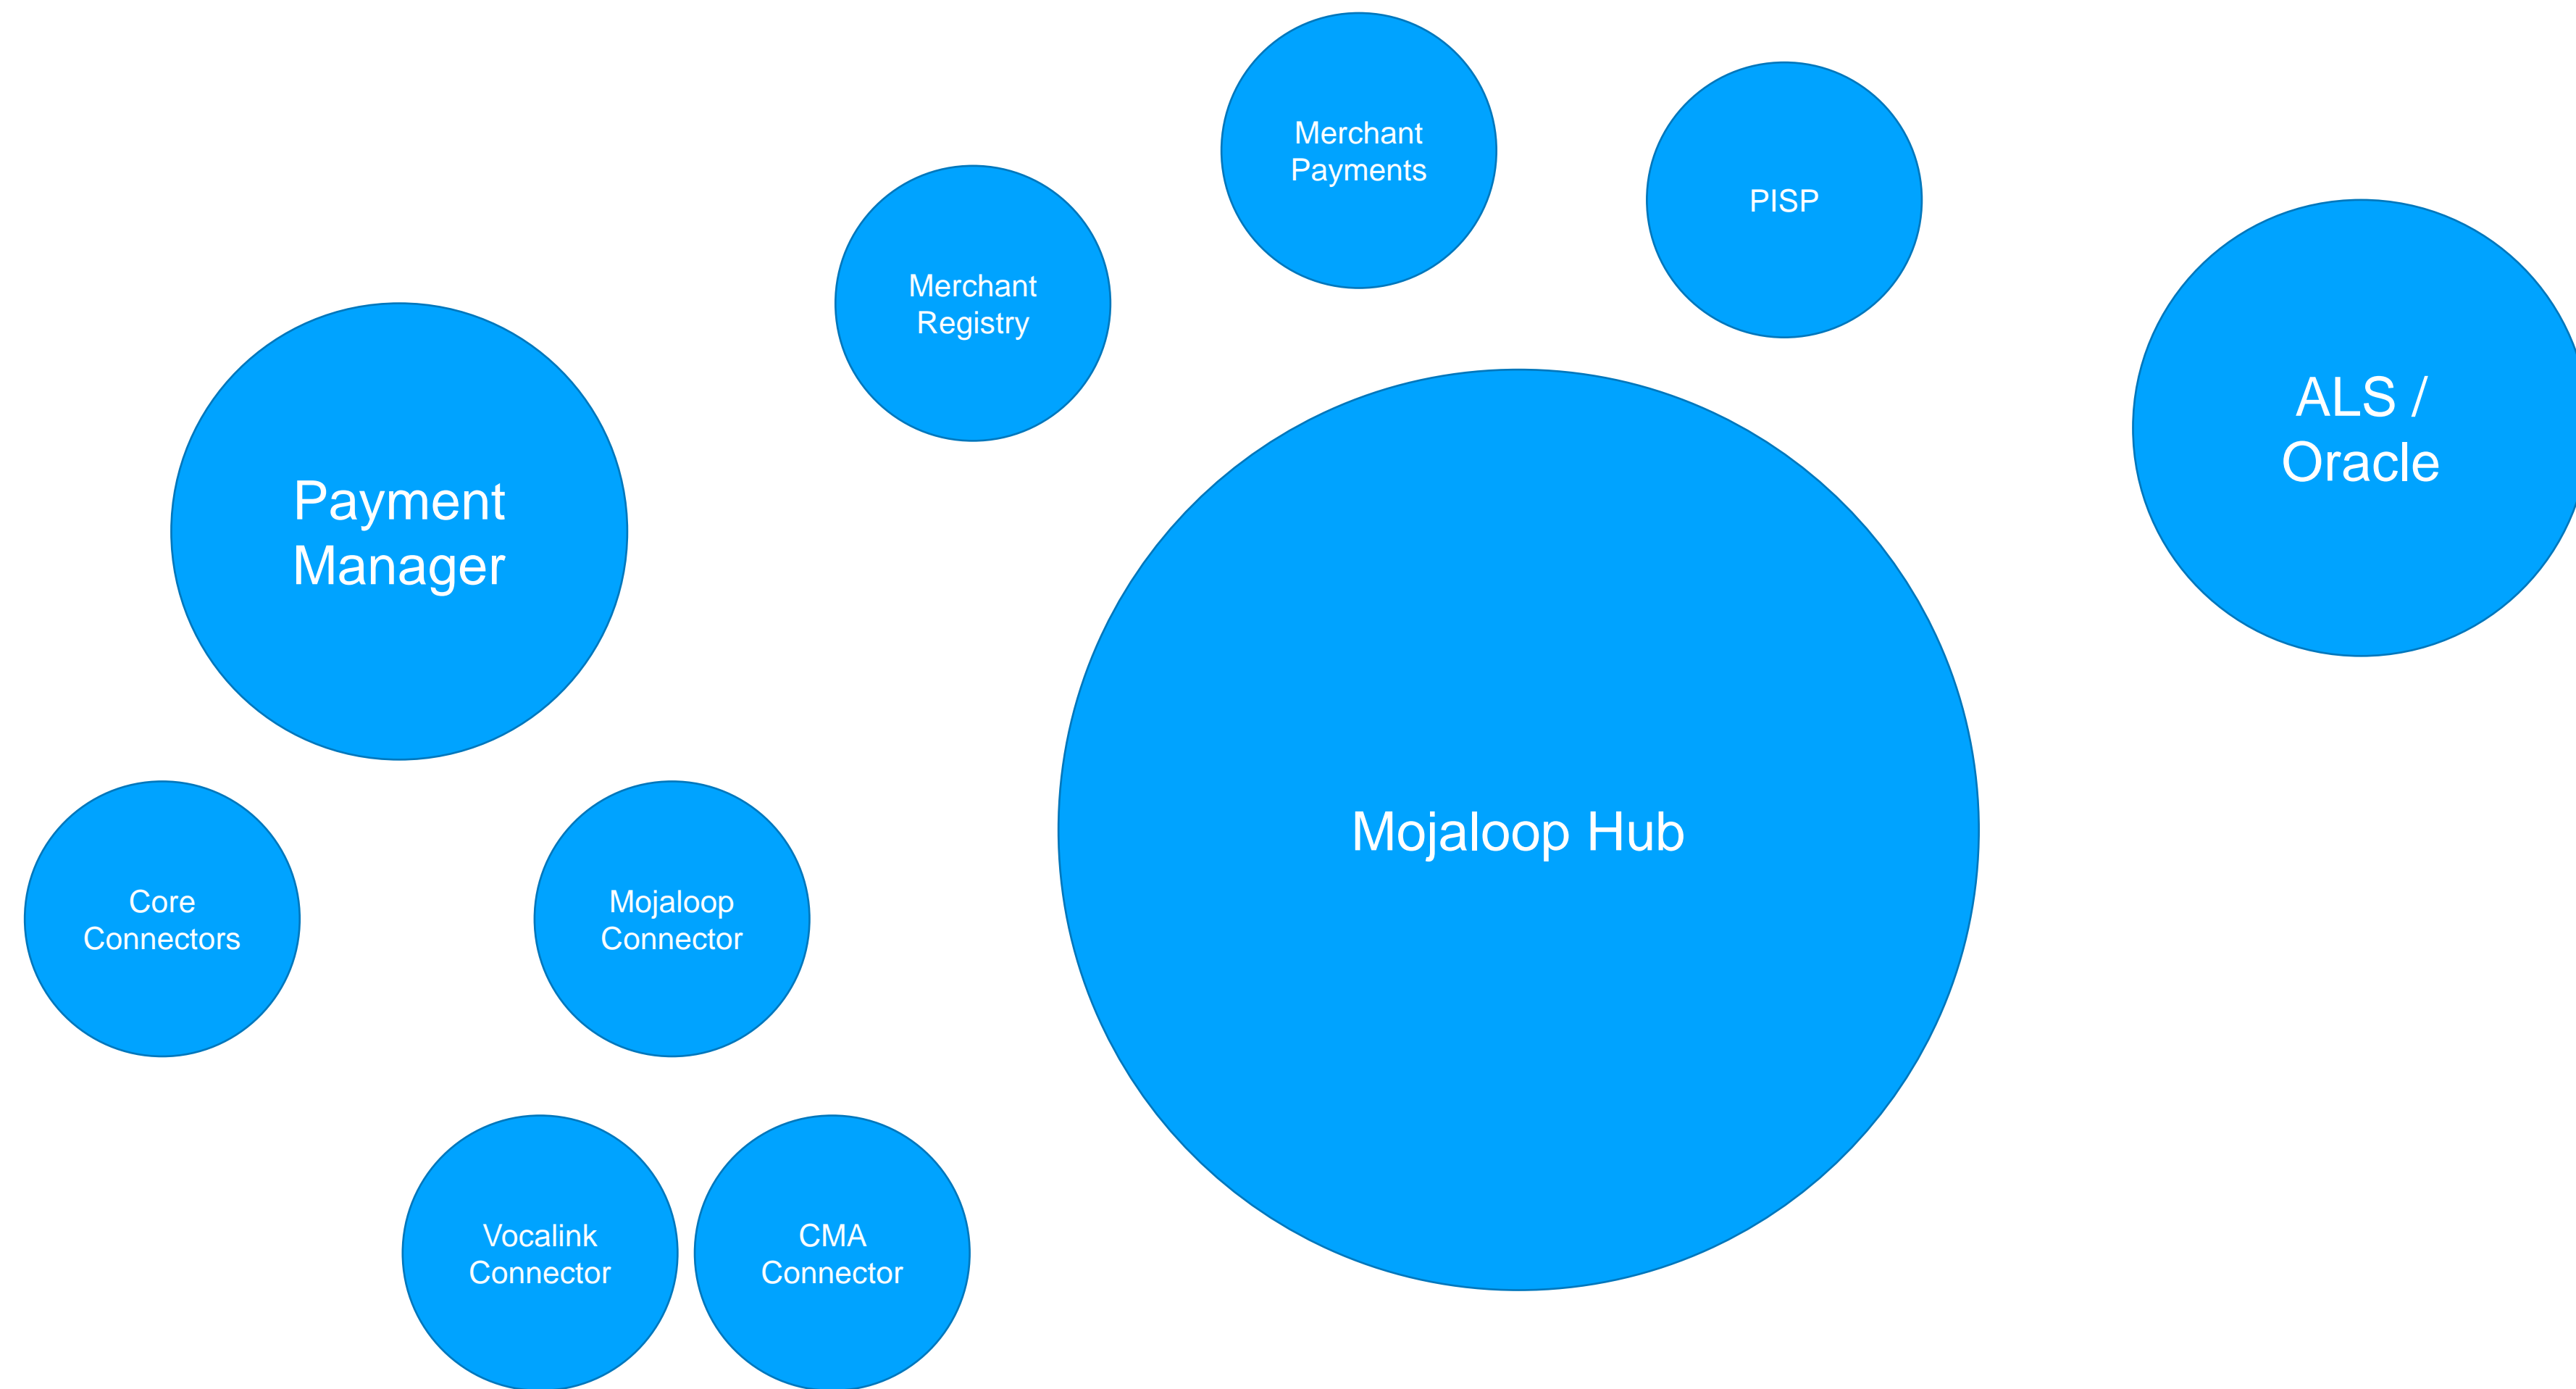 Merchant
Payments
PISP
Merchant
Registry
ALS /
Oracle
Payment
Manager
Mojaloop Hub
Core
Connectors
Mojaloop
Connector
Vocalink
Connector
CMA
Connector